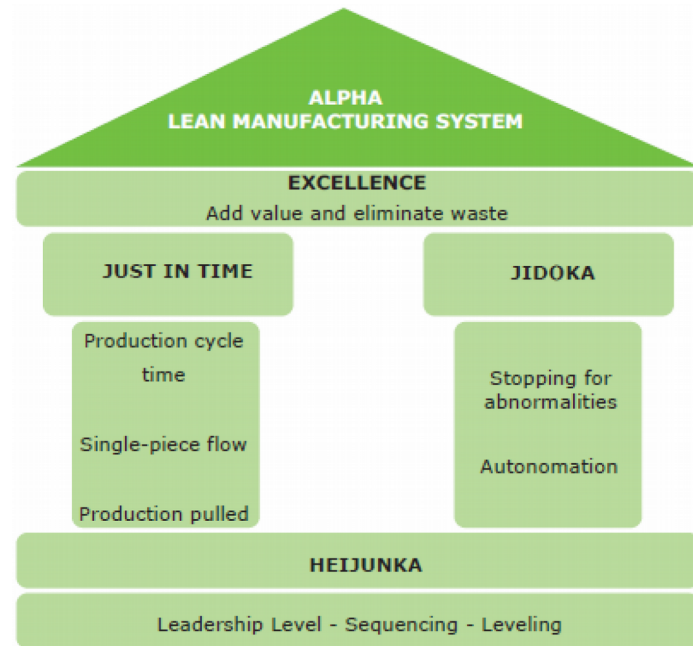 ALPHA
LEAN MANUFACTURING SYSTEM
EXCELLENCE
Add value and eliminate waste
JUST IN TIME
Production cycle
time
Single-piece flow
Production pulled
JIDOKA
Stopping for
abnormalities
Autonomation
HEIJUNKA
Leadership Level - Sequencing - Leveling